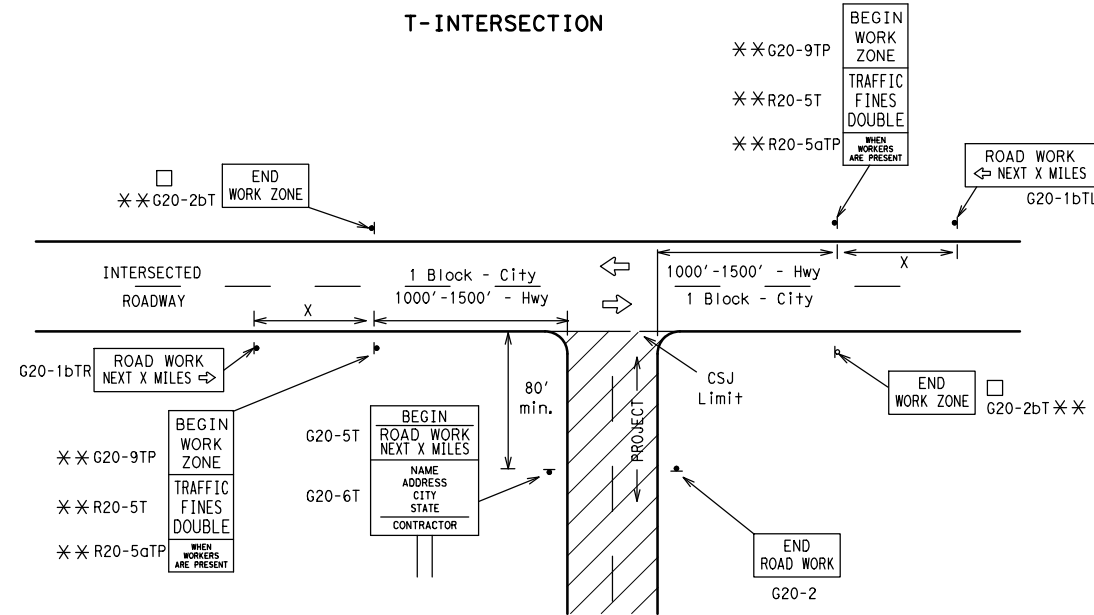 T-INTERSECTION
BEGIN
WORK
ZONE
**G20-9TP
TRAFFIC
FINES
DOUBLE
**R20-5T
WHEN
WORKERS
ARE PRESENT
**R20-5aTP
ROAD WORK
⇦ NEXT X MILES
G20-1bTL
□
**G20-2bT
END
WORK ZONE
INTERSECTED
ROADWAY
X
1 Block - City
1000'-1500' - Hwy
1000'-1500' - Hwy
1 Block - City
X
G20-1bTR
ROAD WORK
NEXT X MILES ⇨
80'
min.
CSJ
Limit
PROJECT
END
WORK ZONE
□
G20-2bT**
BEGIN
WORK
ZONE
**G20-9TP
TRAFFIC
FINES
DOUBLE
**R20-5T
WHEN
WORKERS
ARE PRESENT
**R20-5aTP
G20-5T
BEGIN
ROAD WORK
NEXT X MILES
G20-6T
NAME
ADDRESS
CITY
STATE
CONTRACTOR
END
ROAD WORK
G20-2